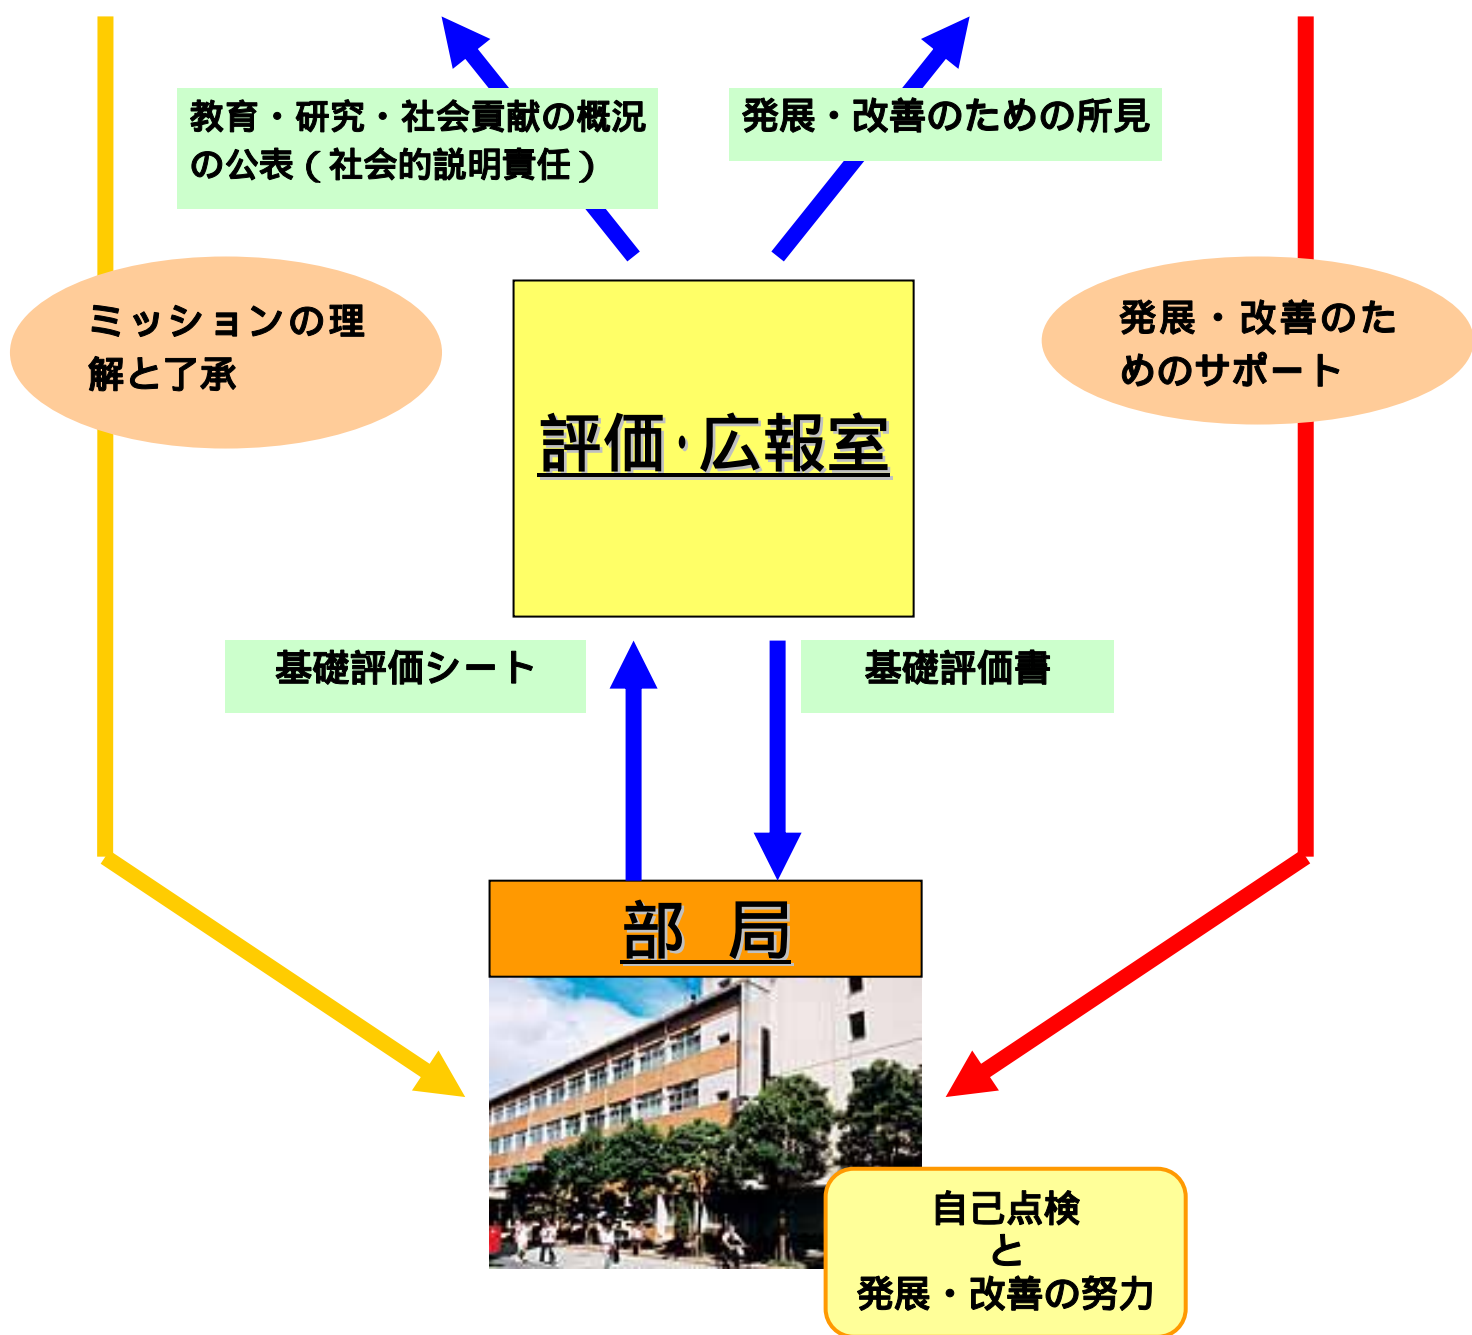 教育・研究・社会貢献の概況
の公表（社会的説明責任）
発展・改善のための所見
ミッションの理
解と了承
発展・改善のた
めのサポート
評価・広報室
基礎評価シート
基礎評価書
部　局
自己点検
と
発展・改善の努力